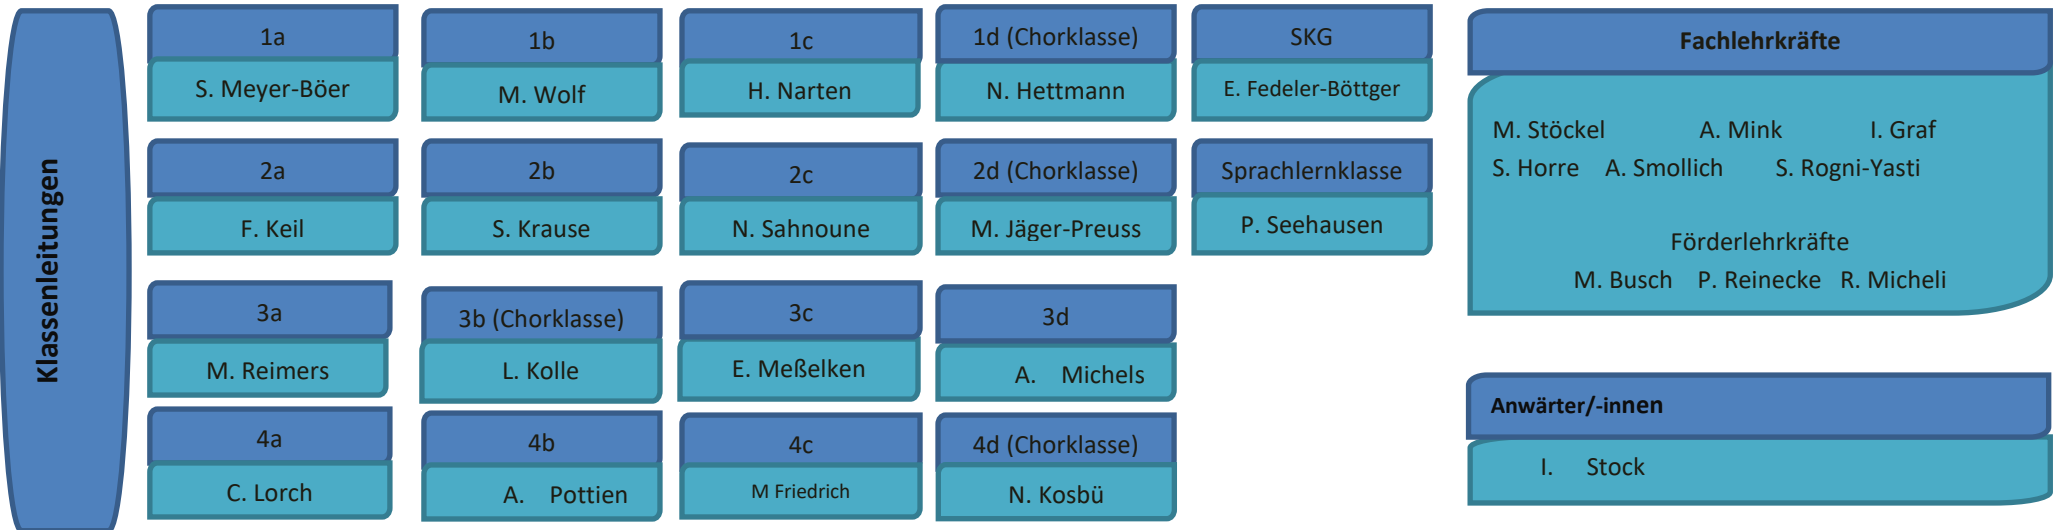 Klassenleitungen
1a
S. Meyer-Böer
1b
M. Wolf
1c
H. Narten
1d (Chorklasse)
N. Hettmann
SKG
E. Fedeler-Böttger
2a
F. Keil
2b
S. Krause
2c
N. Sahnoune
2d (Chorklasse)
M. Jäger-Preuss
Sprachlernklasse
P. Seehausen
3a
M. Reimers
3b (Chorklasse)
L. Kolle
3c
E. Meßelken
3d
A. Michels
4a
C. Lorch
4b
A. Pottien
4c
M Friedrich
4d (Chorklasse)
N. Kosbü
Fachlehrkräfte
M. Stöckel A. Mink I. Graf
S. Horre A. Smollich S. Rogni-Yasti
Förderlehrkräfte
M. Busch P. Reinecke R. Micheli
Anwärter/-innen
I. Stock